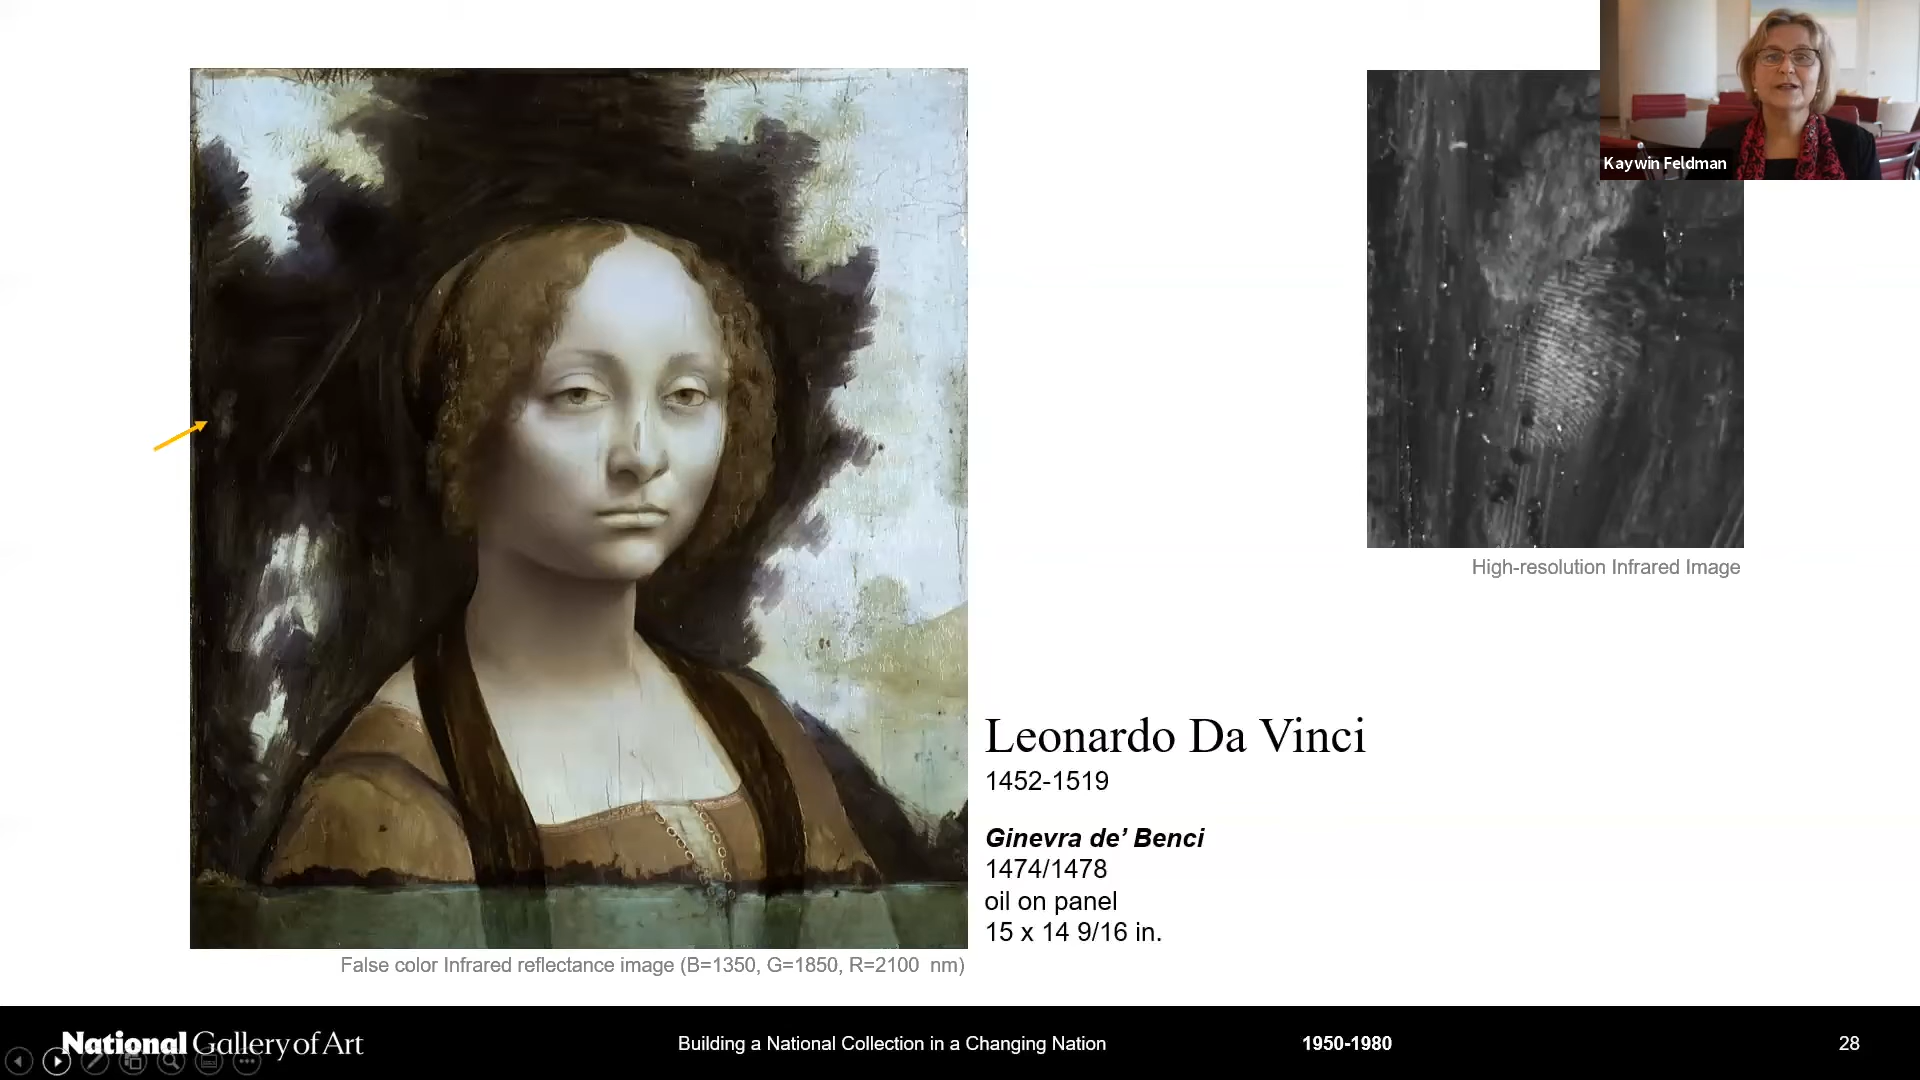 Kaywin Feldman
High-resolution Infrared Image
Leonardo Da Vinci
1452-1519
Ginevra de’ Benci
1474/1478
oil on panel
15 x 14 9/16 in.
False color Infrared reflectance image (B=1350, G=1850, R=2100 nm)
National Gallery of Art
Building a National Collection in a Changing Nation
1950-1980
28